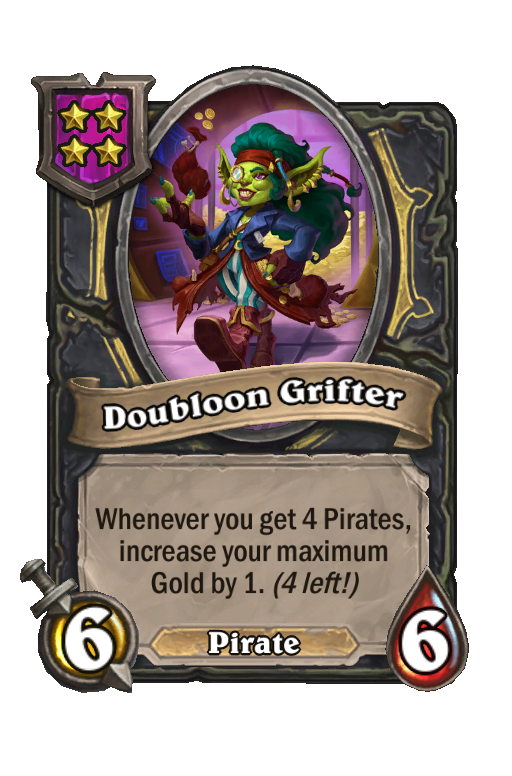 Doubloon Grifter
Whenever you get 4 Pirates,
increase your maximum
Gold by 1. (4 left!)
6
Pirate
6